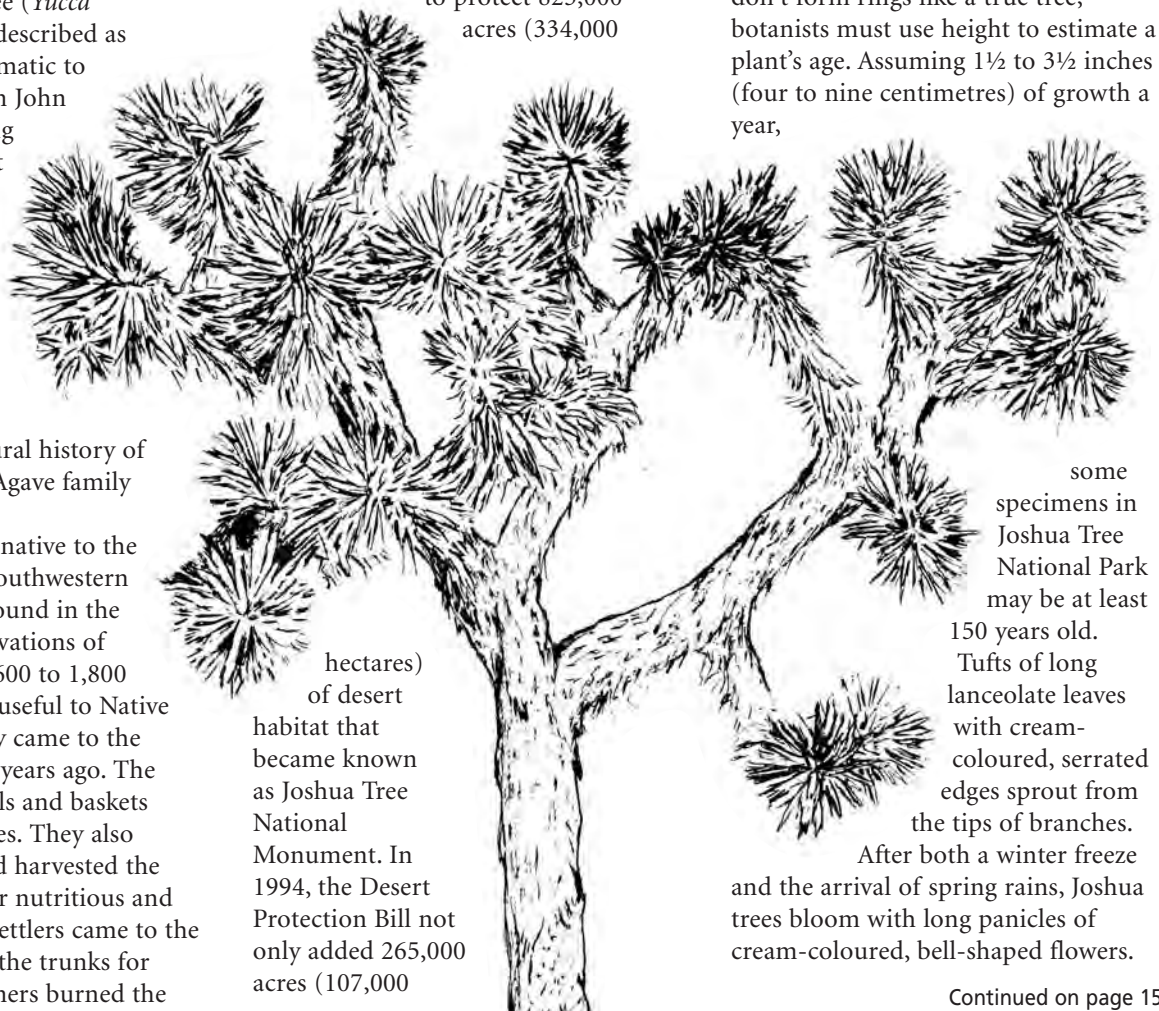 ee (Yucca
described as
matic to
n John
g
t
ural history of
Agave family
native to the
outhwestern
ound in the
vations of
600 to 1,800
useful to Native
y came to the
years ago. The
ls and baskets
es. They also
d harvested the
r nutritious and
ettlers came to the
the trunks for
ners burned the
to protect 825,000
acres (334,000
hectares)
of desert
habitat that
became known
as Joshua Tree
National
Monument. In
1994, the Desert
Protection Bill not
only added 265,000
acres (107,000
don't form rings like a true tree,
botanists must use height to estimate a
plant's age. Assuming 1½ to 3½ inches
(four to nine centimetres) of growth a
year,
some
specimens in
Joshua Tree
National Park
may be at least
150 years old.
Tufts of long
lanceolate leaves
with cream-
coloured, serrated
edges sprout from
the tips of branches.
After both a winter freeze
and the arrival of spring rains, Joshua
trees bloom with long panicles of
cream-coloured, bell-shaped flowers.
Continued on page 15